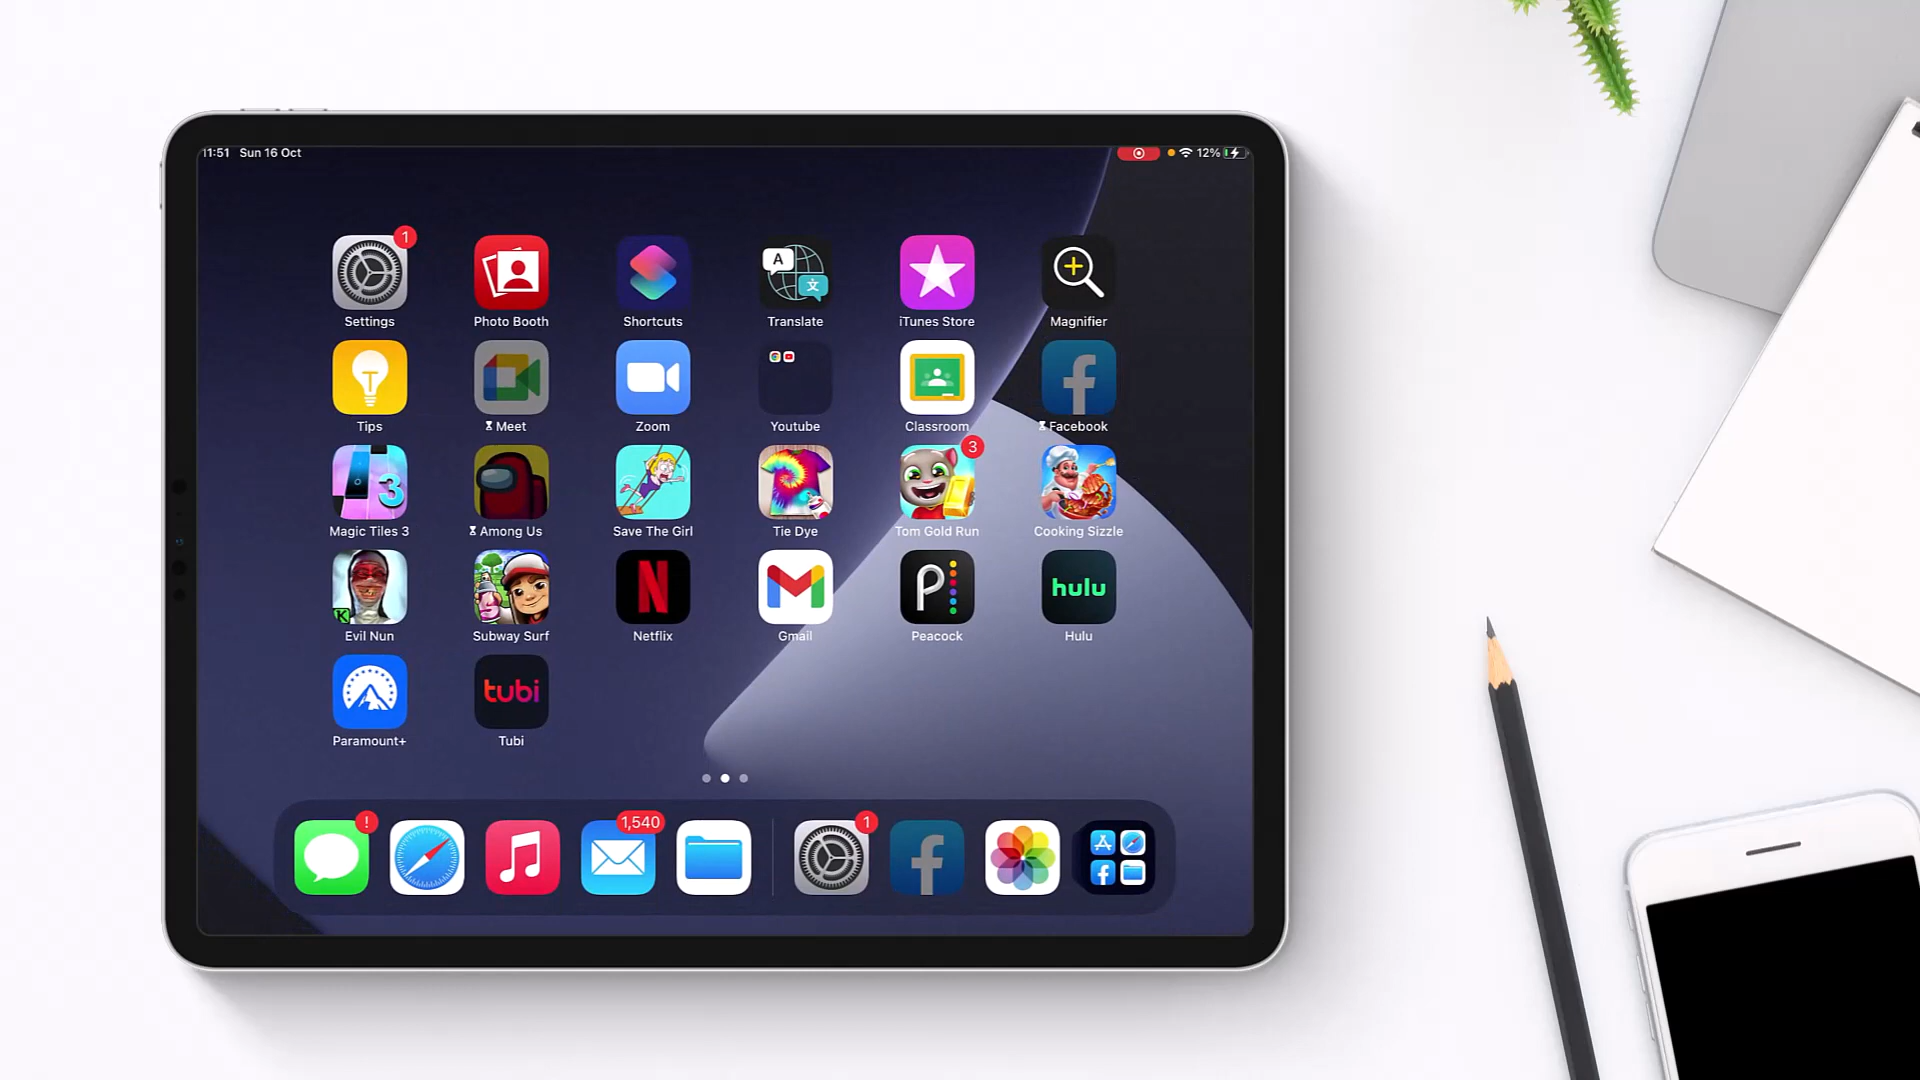 11:51 Sun 16 Oct
12%
1
Settings
Photo Booth
Shortcuts
A
文
Translate
iTunes Store
Magnifier
Tips
Meet
Zoom
Youtube
Classroom
Facebook
3
Magic Tiles 3
Among Us
Save The Girl
Tie Dye
3
Tom Gold Run
Cooking Sizzle
K
Evil Nun
Subway Surf
N
Netflix
M
Gmail
P
Peacock
hulu
Hulu
Paramount+
tubi
Tubi
!
1,540
1
f